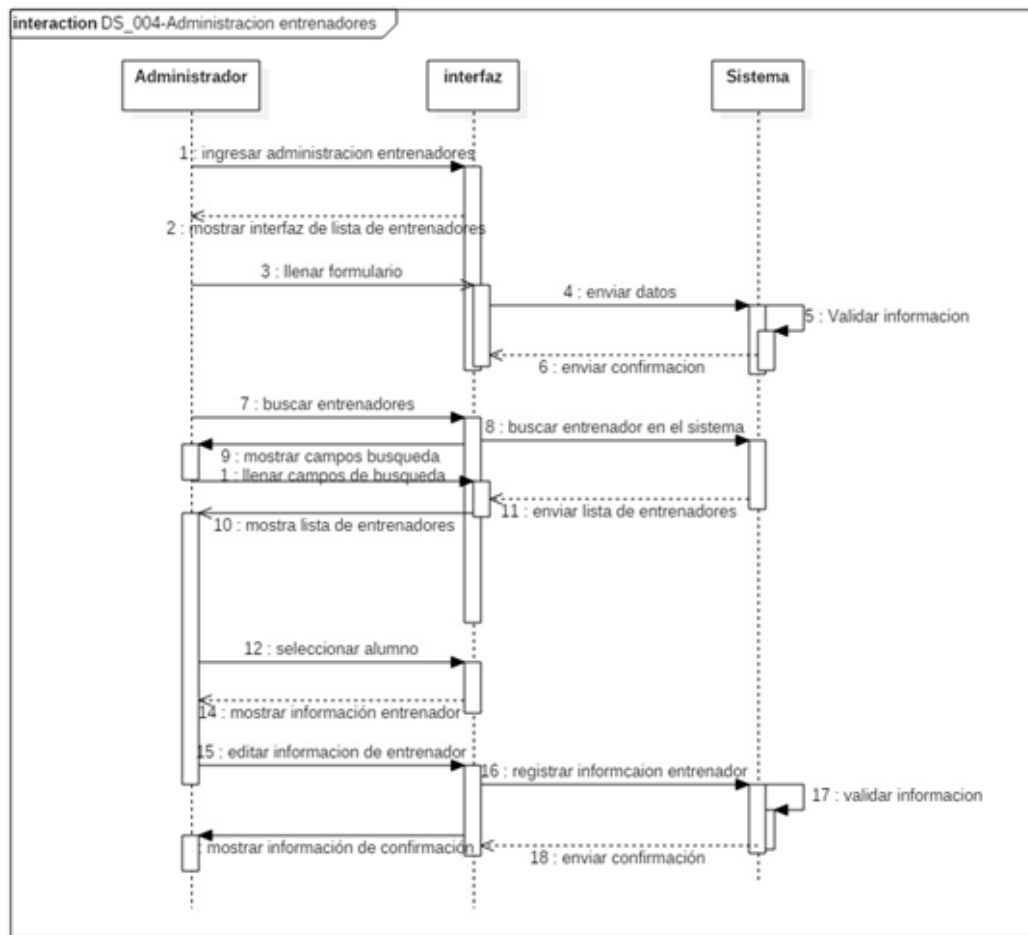 interaction DS_004-Administracion entrenadores
Administrador
interfaz
Sistema
1 : ingresar administracion entrenadores
2 : mostrar interfaz de lista de entrenadores
3 : llenar formulario
4 : enviar datos
5 : Validar informacion
6 : enviar confirmacion
7 : buscar entrenadores
8 : buscar entrenador en el sistema
9 : mostrar campos busqueda
1 : llenar campos de busqueda
11 : enviar lista de entrenadores
10 : mostra lista de entrenadores
12 : seleccionar alumno
14 : mostrar información entrenador
15 : editar informacion de entrenador
16 : registrar informcaion entrenador
17 : validar informacion
: mostrar información de confirmación
18 : enviar confirmación